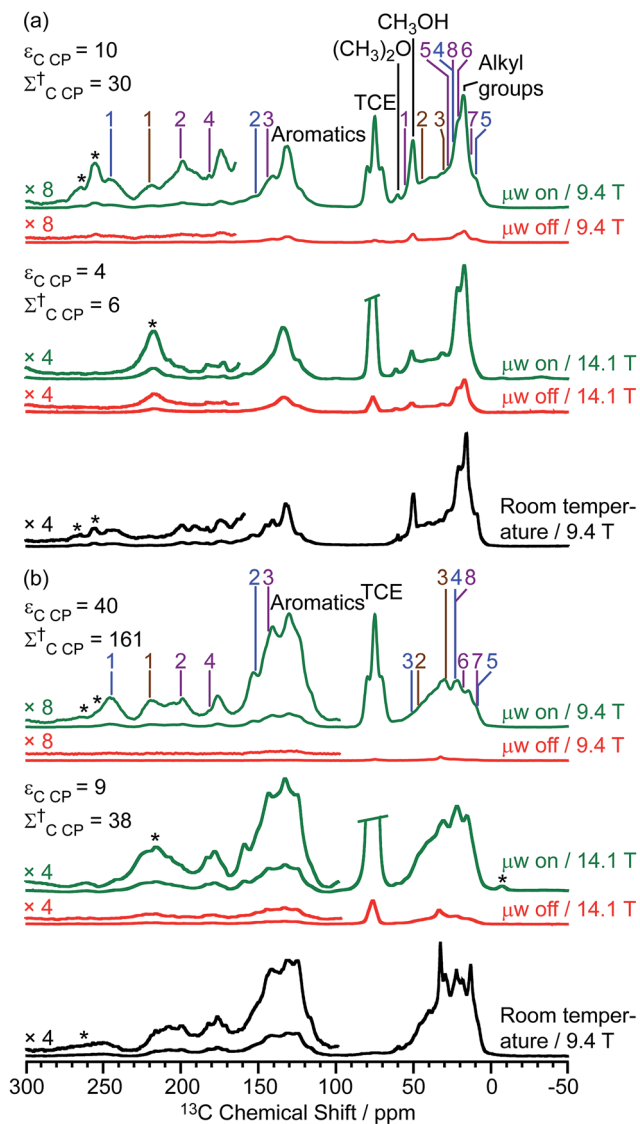 (a)
CH₃OH
(CH₃)₂O
ε_C CP = 10
Σ†_C CP = 30
5 4 8 6
Alkyl groups
TCE
1 1 2 4 2 3 Aromatics 1 2 3 7 5
* *
× 8
μw on / 9.4 T
× 8
μw off / 9.4 T
ε_C CP = 4
Σ†_C CP = 6
*
× 4
μw on / 14.1 T
× 4
μw off / 14.1 T
× 4
* *
Room temper-
ature / 9.4 T
(b)
2 3
Aromatics
TCE
3 4 8
ε_C CP = 40
Σ†_C CP = 161
1 1 2 4 3 2 6 7 5
* *
× 8
μw on / 9.4 T
× 8
μw off / 9.4 T
ε_C CP = 9
Σ†_C CP = 38
*
× 4
μw on / 14.1 T
*
× 4
μw off / 14.1 T
× 4
*
Room temper-
ature / 9.4 T
300 250 200 150 100 50 0 -50
¹³C Chemical Shift / ppm